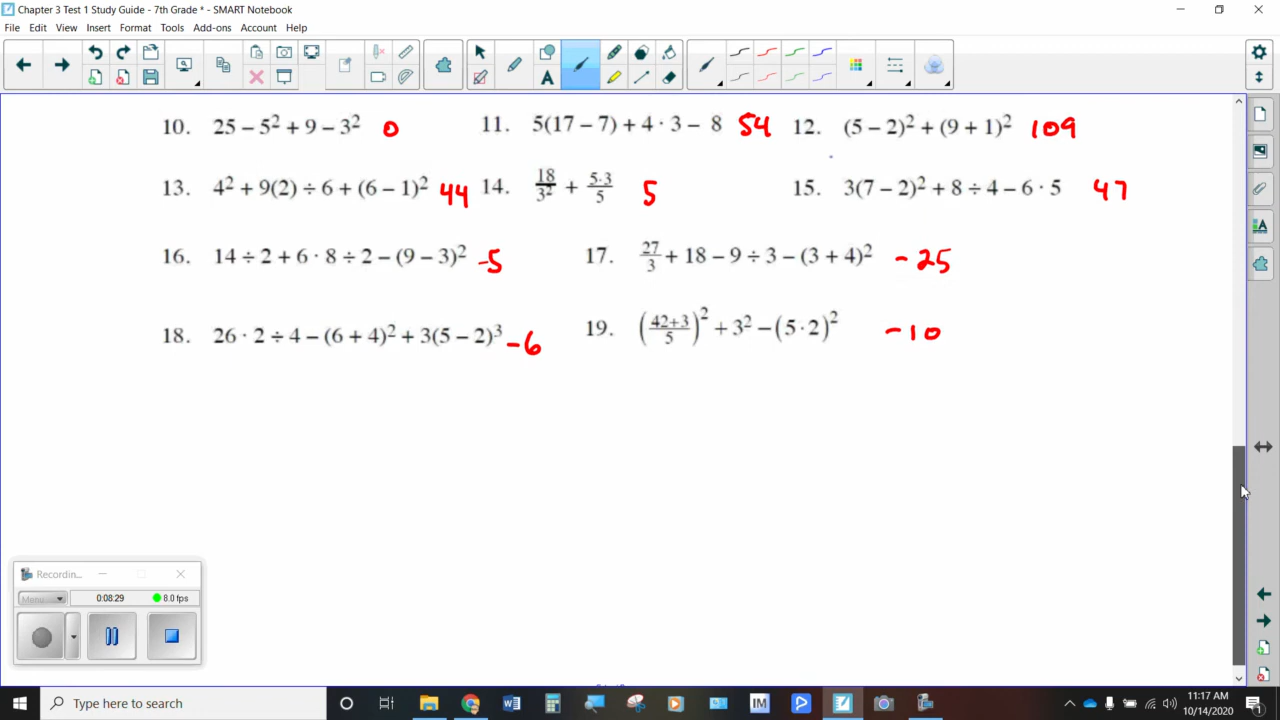 Chapter 3 Test 1 Study Guide - 7th Grade * - SMART Notebook
File Edit View Insert Format Tools Add-ons Account Help
10. 25 – 5² + 9 – 3² 0 11. 5(17 – 7) + 4 · 3 – 8 54 12. (5 – 2)² + (9 + 1)² 109
13. 4² + 9(2) ÷ 6 + (6 – 1)² 44 14. 18/3² + 5·3/5 5 15. 3(7 – 2)² + 8 ÷ 4 – 6 · 5 47
16. 14 ÷ 2 + 6 · 8 ÷ 2 – (9 – 3)² -5 17. 27/3 + 18 – 9 ÷ 3 – (3 + 4)² -25
18. 26 · 2 ÷ 4 – (6 + 4)² + 3(5 – 2)³ -6 19. (42+3/5)² + 3² – (5 · 2)² -10
Recordin...
Menu 0:08:29 8.0 fps
Type here to search
11:17 AM
10/14/2020